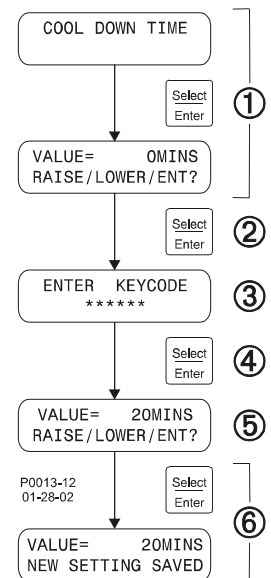 COOL DOWN TIME
Select
Enter
①
VALUE= 0MINS
RAISE/LOWER/ENT?
Select
Enter
②
ENTER KEYCODE
******
③
Select
Enter
④
VALUE= 20MINS
RAISE/LOWER/ENT?
⑤
P0013-12
01-28-02
Select
Enter
⑥
VALUE= 20MINS
NEW SETTING SAVED